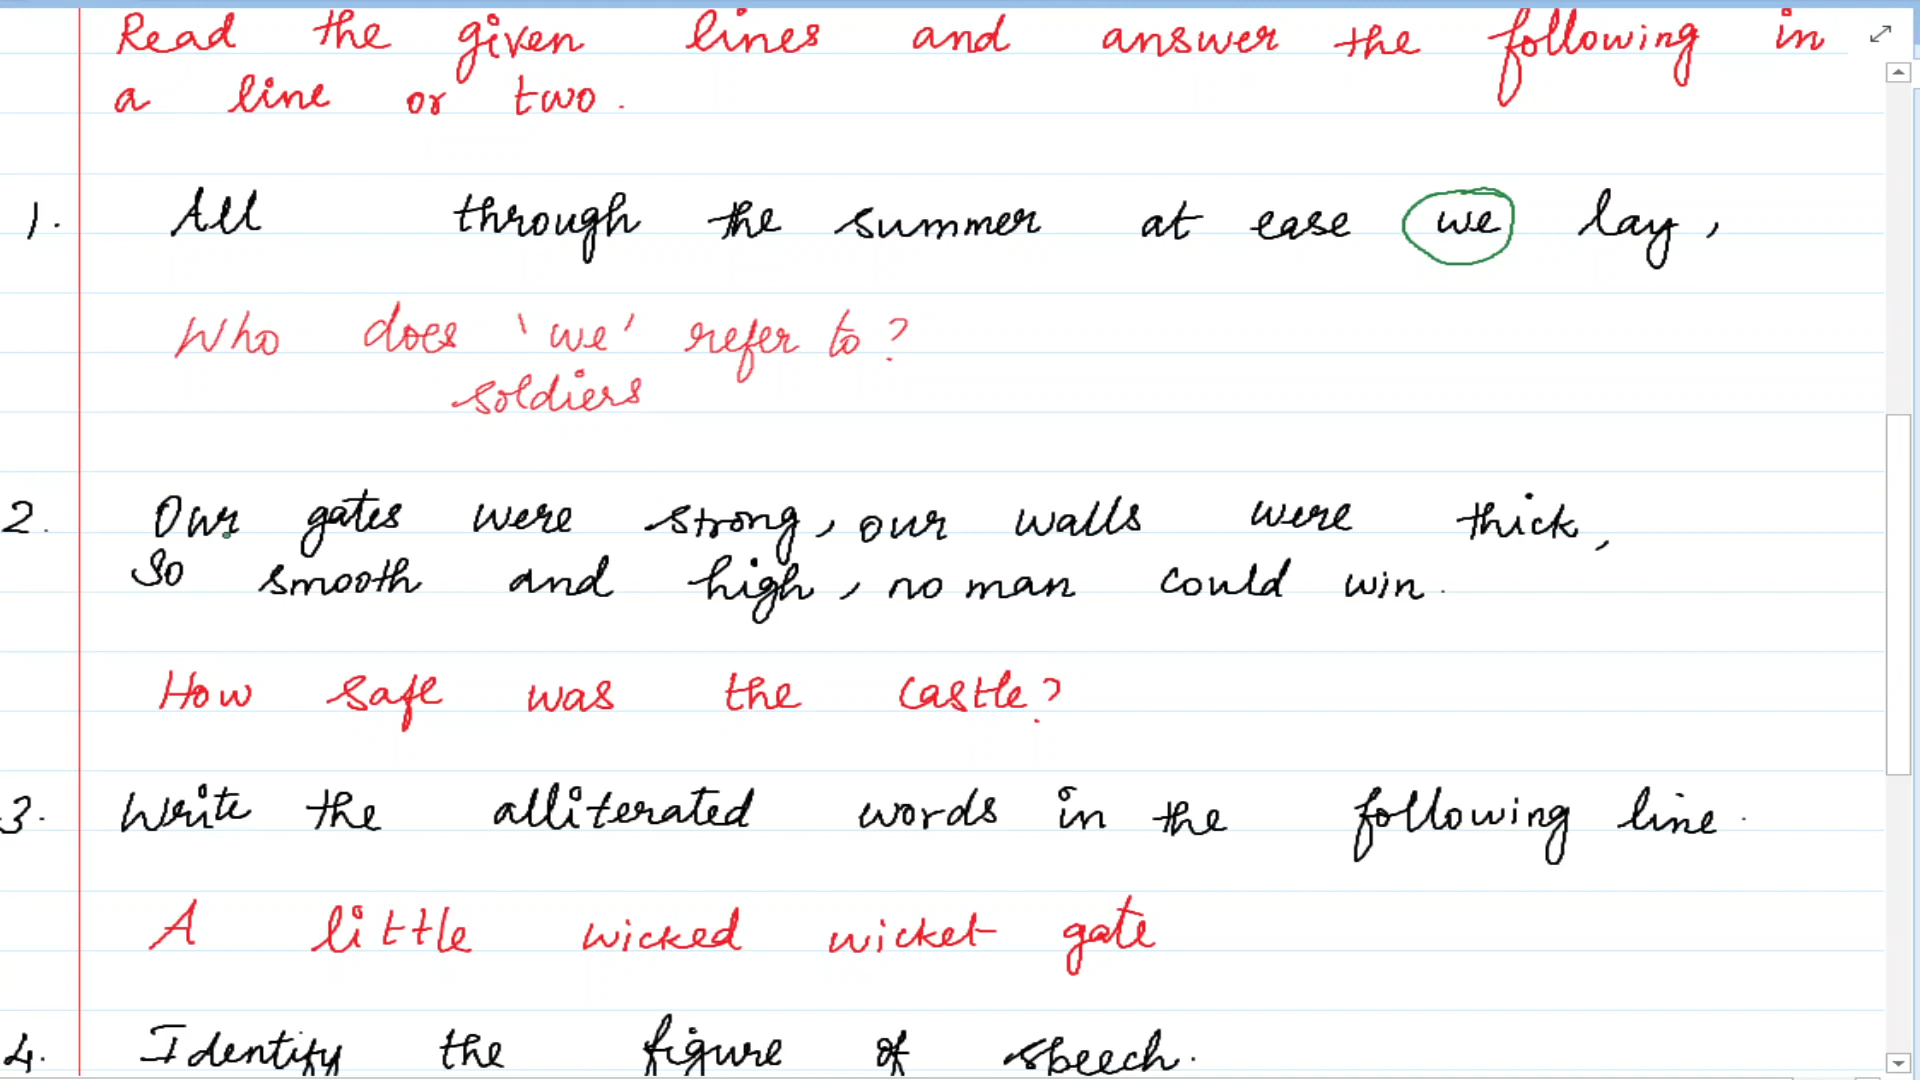 Read the given lines and answer the following in
a line or two.
1. All through the summer at ease we lay,
Who does 'we' refer to?
soldiers
2. Our gates were strong, our walls were thick,
So smooth and high, no man could win.
How safe was the castle?
3. Write the alliterated words in the following line.
A little wicked wicket gate
4. Identify the figure of speech.